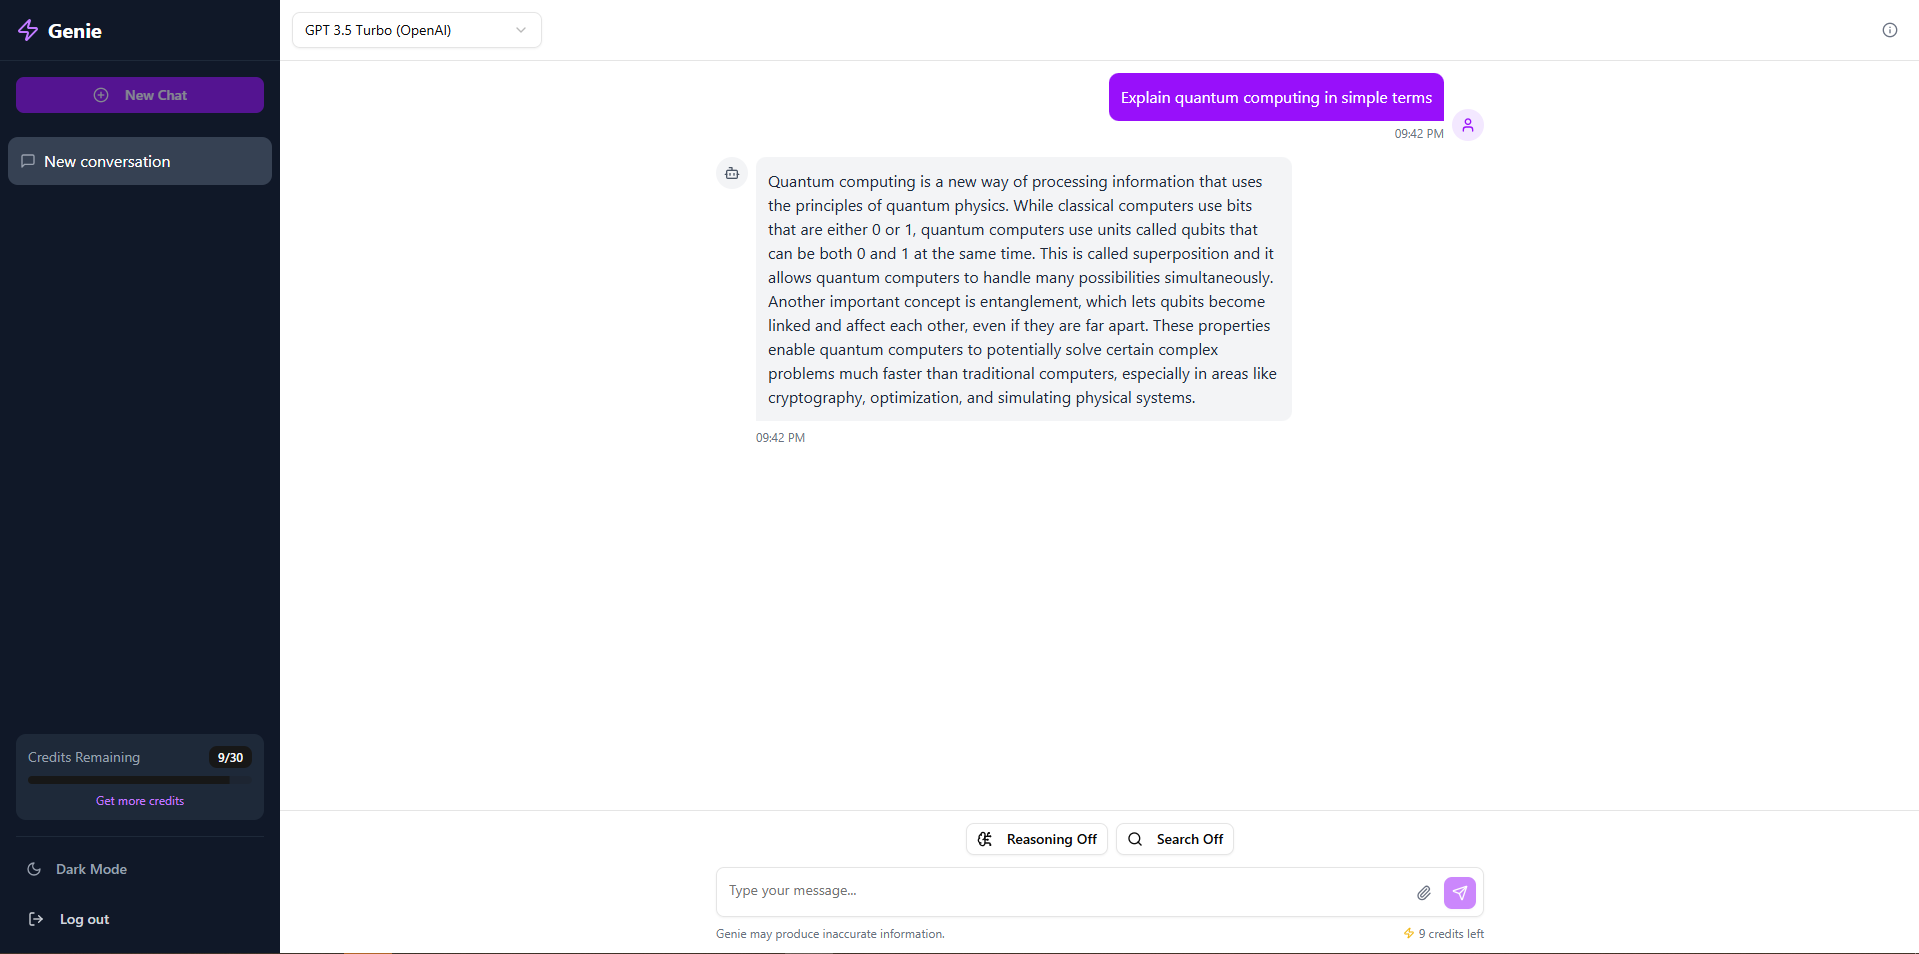 Genie
GPT 3.5 Turbo (OpenAI)
New Chat
New conversation
Explain quantum computing in simple terms
09:42 PM
Quantum computing is a new way of processing information that uses
the principles of quantum physics. While classical computers use bits
that are either 0 or 1, quantum computers use units called qubits that
can be both 0 and 1 at the same time. This is called superposition and it
allows quantum computers to handle many possibilities simultaneously.
Another important concept is entanglement, which lets qubits become
linked and affect each other, even if they are far apart. These properties
enable quantum computers to potentially solve certain complex
problems much faster than traditional computers, especially in areas like
cryptography, optimization, and simulating physical systems.
09:42 PM
Credits Remaining 9/30
Get more credits
Dark Mode
Log out
Reasoning Off
Search Off
Type your message...
Genie may produce inaccurate information.
9 credits left